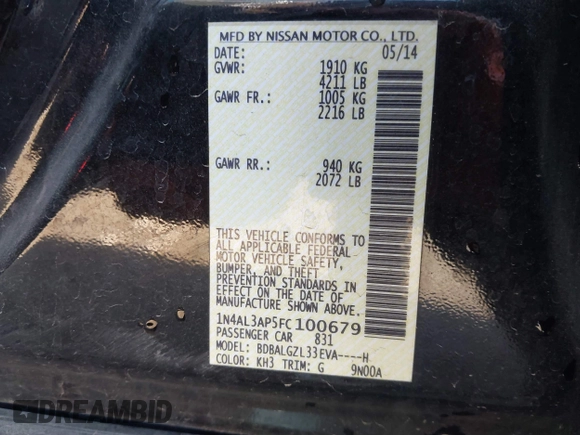 MFD BY NISSAN MOTOR CO., LTD.
DATE: 05/14
GVWR: 1910 KG
4211 LB
GAWR FR.: 1005 KG
2216 LB
GAWR RR.: 940 KG
2072 LB
THIS VEHICLE CONFORMS TO
ALL APPLICABLE FEDERAL
MOTOR VEHICLE SAFETY,
BUMPER, AND THEFT
PREVENTION STANDARDS IN
EFFECT ON THE DATE OF
MANUFACTURE SHOWN ABOVE.
1N4AL3AP5FC100679
PASSENGER CAR 831
MODEL: BDBALGZL33EVA----H
COLOR: KH3 TRIM: G 9N00A
DREAMBID